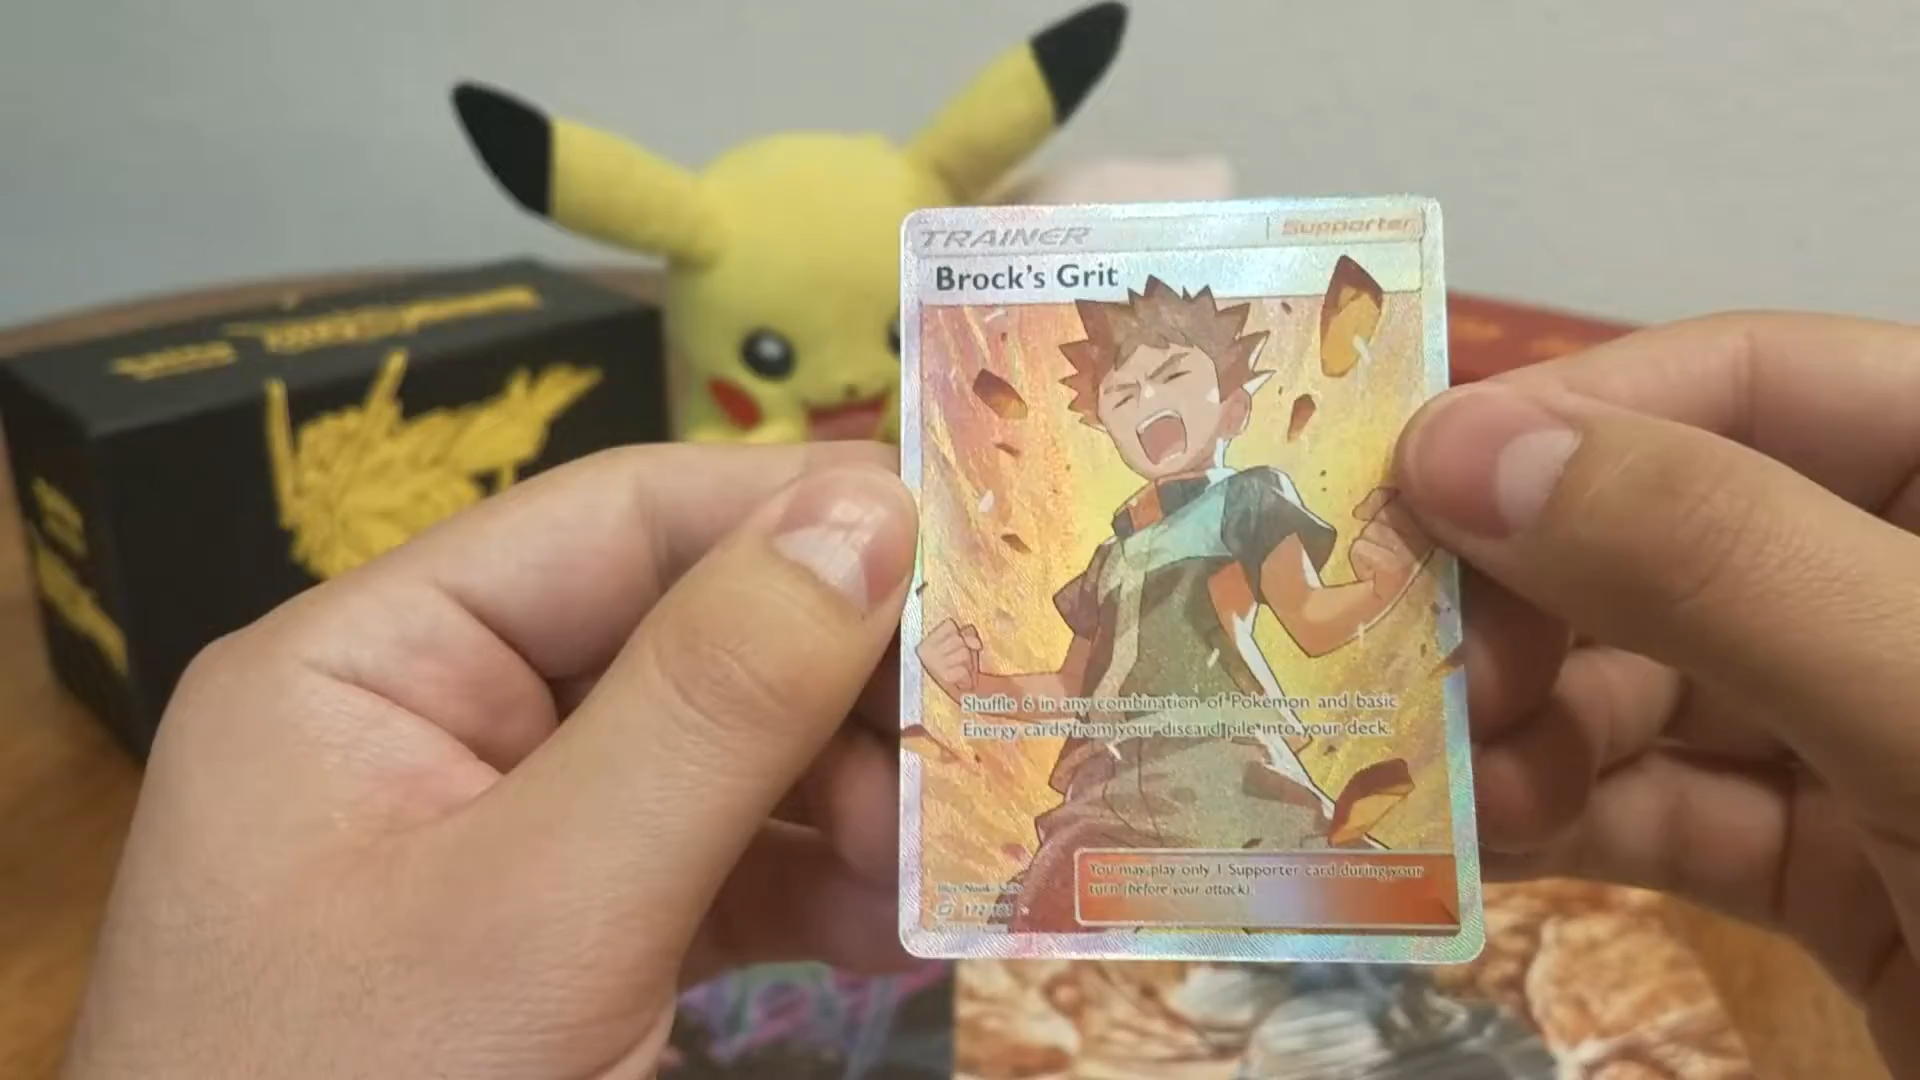 TRAINER
Supporter
Brock's Grit
Shuffle 6 in any combination of Pokémon and basic
Energy cards from your discard pile into your deck.
You may play only 1 Supporter card during your
turn (before your attack).